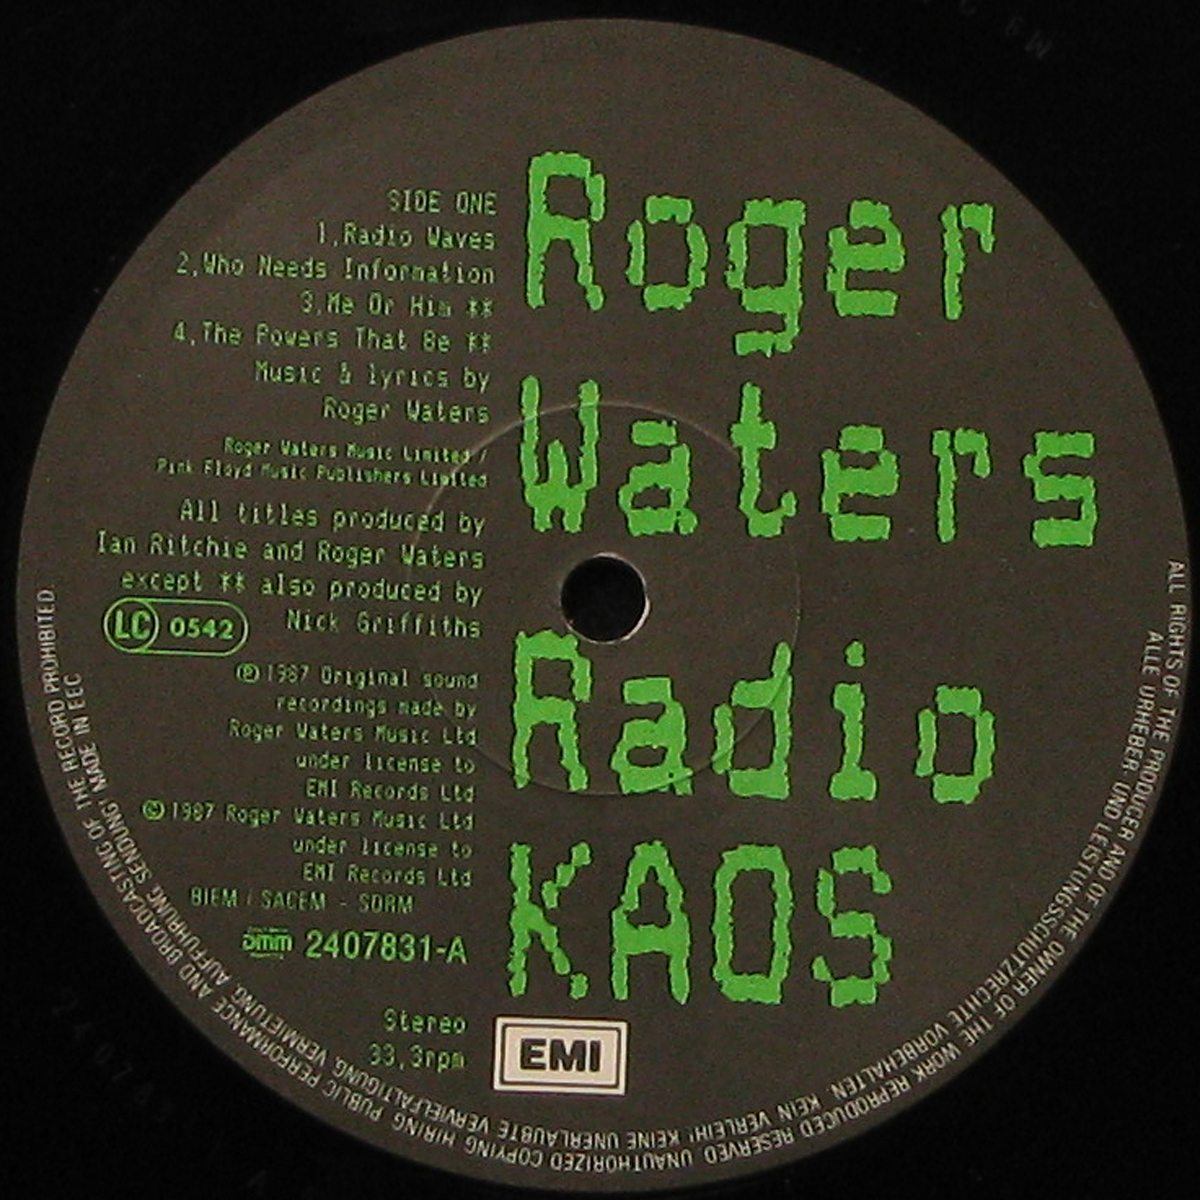 SIDE ONE
1.Radio Waves
2.Who Needs Information
3.Me Or Him **
4.The Powers That Be **
Music & lyrics by
Roger Waters
Roger Waters Music Limited /
Pink Floyd Music Publishers Limited
All titles produced by
Ian Ritchie and Roger Waters
except ** also produced by
Nick Griffiths
LC 0542
℗ 1987 Original sound
recordings made by
Roger Waters Music Ltd
under license to
EMI Records Ltd
© 1987 Roger Waters Music Ltd
under license to
EMI Records Ltd
BIEM / SACEM - SDRM
DMM 2407831-A
Stereo
33.3rpm
Roger
Waters
Radio
KAOS
EMI
ALL RIGHTS OF THE PRODUCER AND OF THE OWNER OF THE WORK REPRODUCED RESERVED UNAUTHORIZED COPYING HIRING PUBLIC PERFORMANCE AND BROADCASTING OF THE RECORD PROHIBITED
ALLE URHEBER- UND LEISTUNGSSCHUTZRECHTE VORBEHALTEN. KEIN VERLEIH! KEINE UNERLAUBTE VERVIELFÄLTIGUNG, VERMIETUNG, AUFFÜHRUNG, SENDUNG! MADE IN EEC